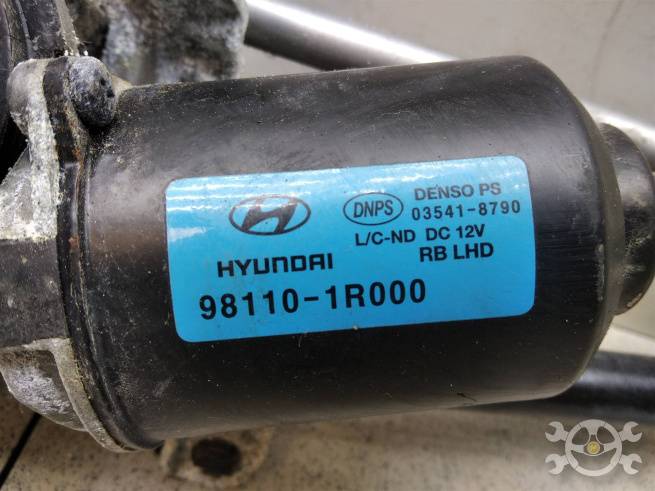 DNPS DENSO PS
03541-8790
L/C-ND DC 12V
HYUNDAI RB LHD
98110-1R000